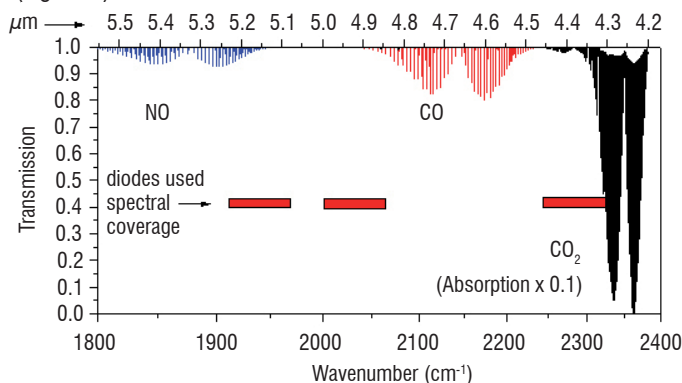 µm 5.5 5.4 5.3 5.2 5.1 5.0 4.9 4.8 4.7 4.6 4.5 4.4 4.3 4.2
1.0
0.9
0.8
0.7
0.6
0.5
0.4
0.3
0.2
0.1
0.0
Transmission
NO
CO
diodes used
spectral
coverage
CO₂
(Absorption x 0.1)
1800 1900 2000 2100 2200 2300 2400
Wavenumber (cm⁻¹)